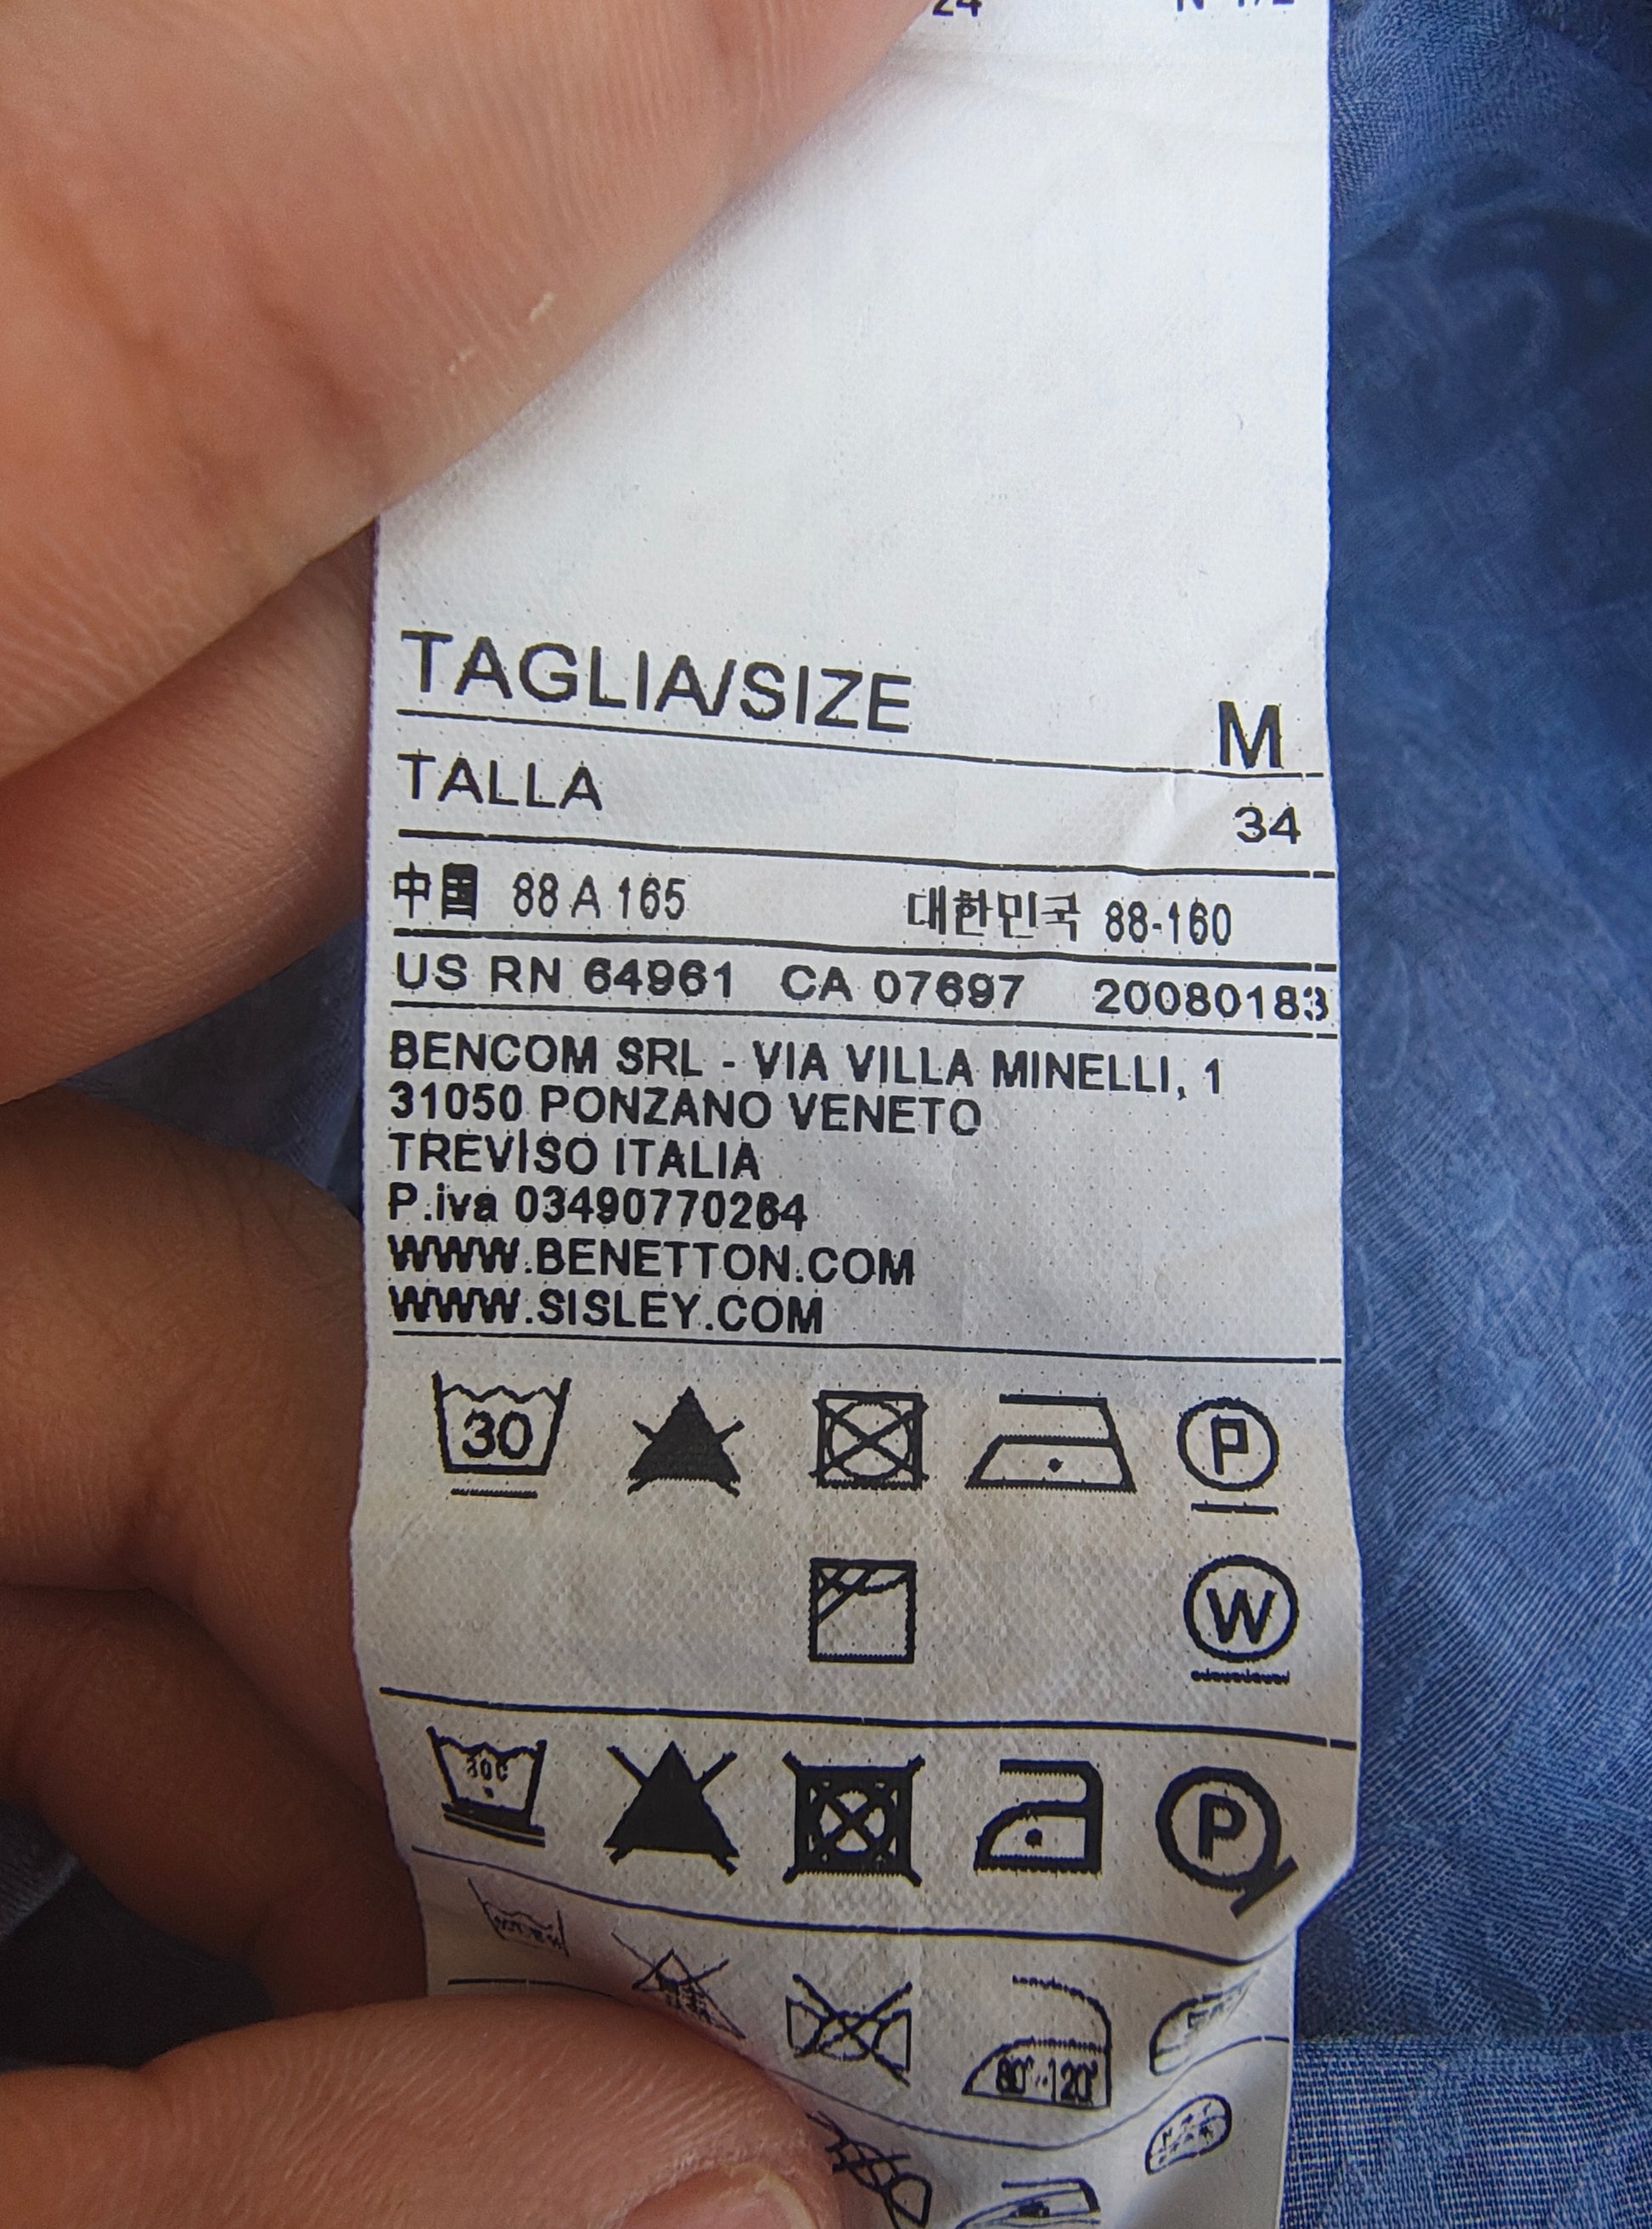 24
TAGLIA/SIZE M
TALLA 34
中国 88 A 165 대한민국 88-160
US RN 64961 CA 07697 20080183
BENCOM SRL - VIA VILLA MINELLI, 1
31050 PONZANO VENETO
TREVISO ITALIA
P.iva 03490770264
WWW.BENETTON.COM
WWW.SISLEY.COM
30 P
W
30C P
80°-120°